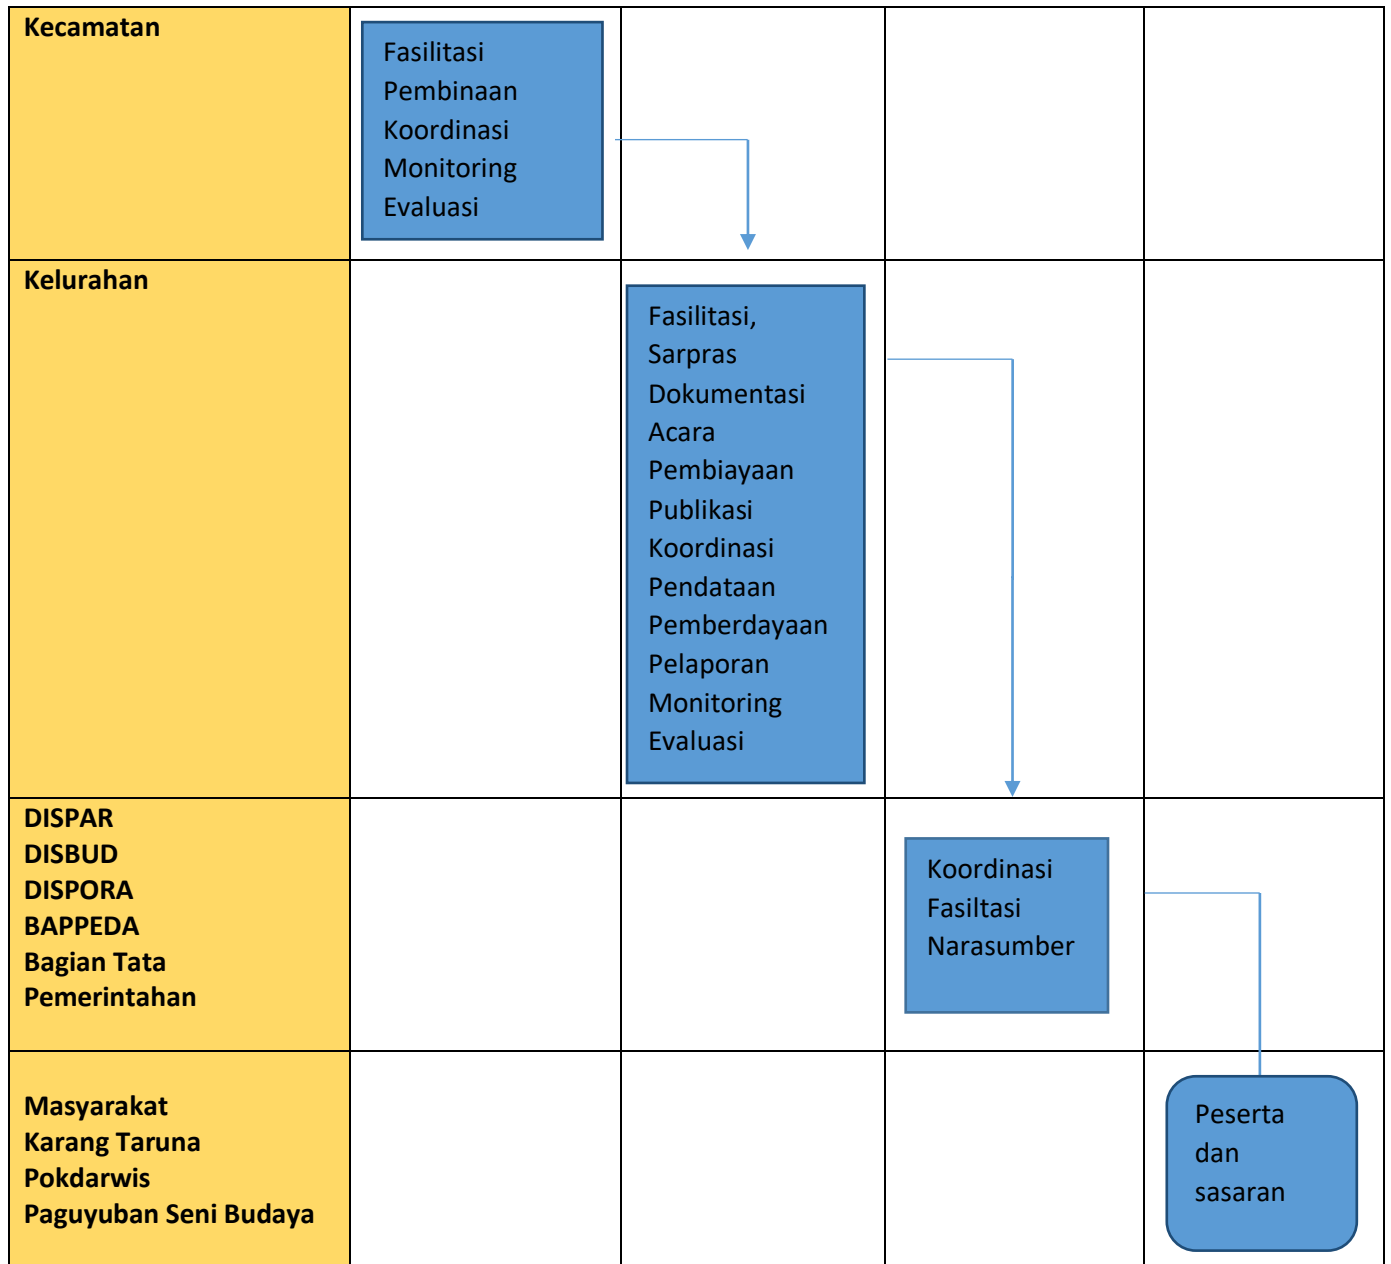 Kecamatan
Fasilitasi
Pembinaan
Koordinasi
Monitoring
Evaluasi
Kelurahan
Fasilitasi,
Sarpras
Dokumentasi
Acara
Pembiayaan
Publikasi
Koordinasi
Pendataan
Pemberdayaan
Pelaporan
Monitoring
Evaluasi
DISPAR
DISBUD
DISPORA
BAPPEDA
Bagian Tata
Pemerintahan
Koordinasi
Fasiltasi
Narasumber
Masyarakat
Karang Taruna
Pokdarwis
Paguyuban Seni Budaya
Peserta
dan
sasaran